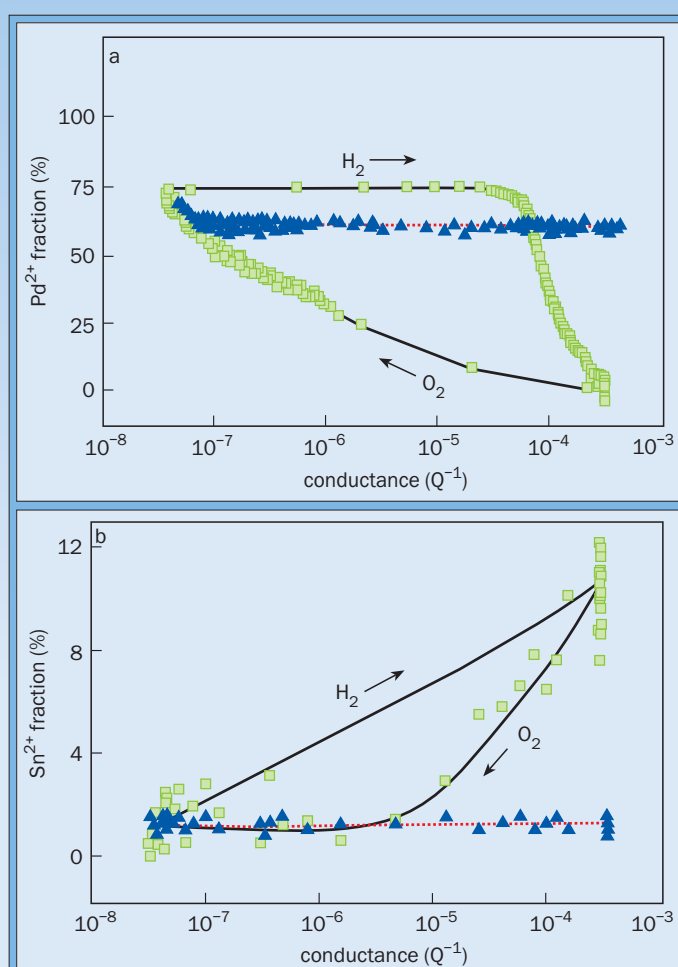 a
100
75
50
25
0
Pd²⁺ fraction (%)
H₂
O₂
10⁻⁸ 10⁻⁷ 10⁻⁶ 10⁻⁵ 10⁻⁴ 10⁻³
conductance (Q⁻¹)
b
12
8
4
0
Sn²⁺ fraction (%)
H₂
O₂
10⁻⁸ 10⁻⁷ 10⁻⁶ 10⁻⁵ 10⁻⁴ 10⁻³
conductance (Q⁻¹)